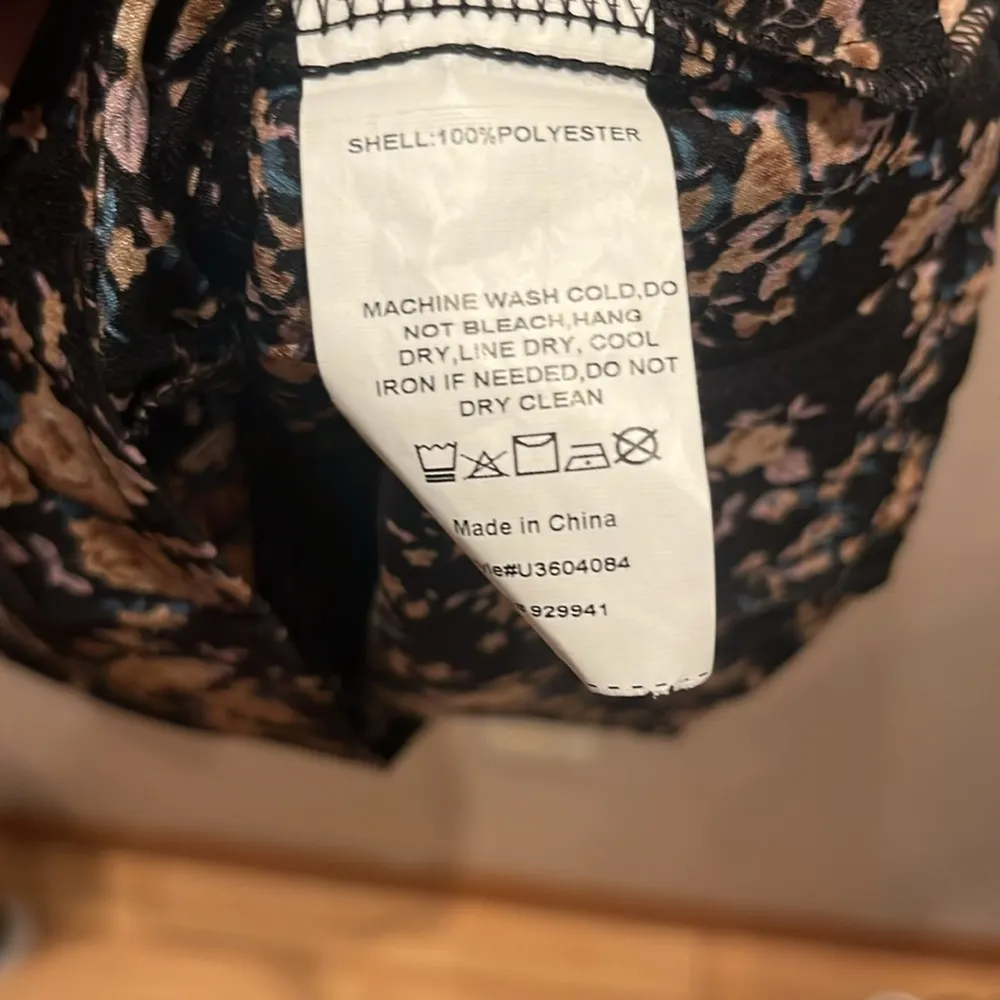 SHELL:100%POLYESTER
MACHINE WASH COLD,DO
NOT BLEACH,HANG
DRY,LINE DRY, COOL
IRON IF NEEDED,DO NOT
DRY CLEAN
Made in China
le#U3604084
929941